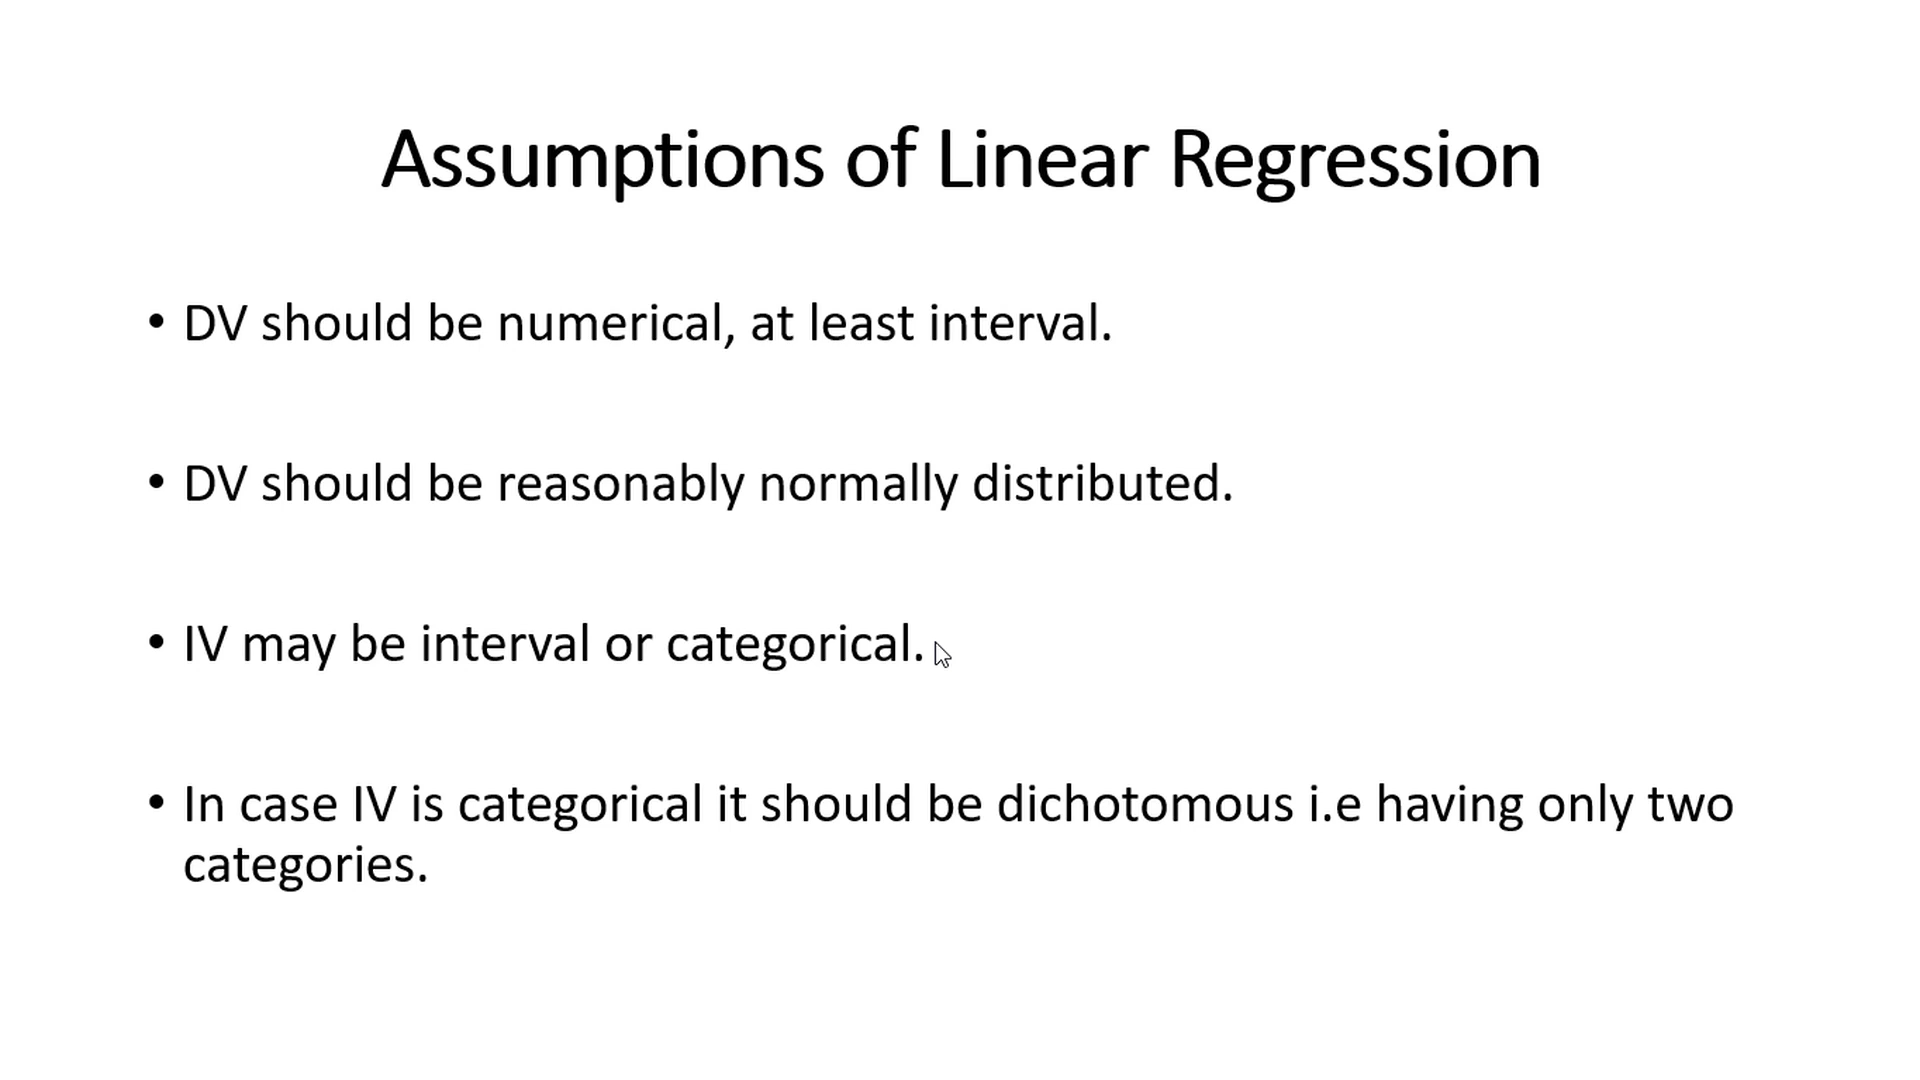 Assumptions of Linear Regression
• DV should be numerical, at least interval.
• DV should be reasonably normally distributed.
• IV may be interval or categorical.
• In case IV is categorical it should be dichotomous i.e having only two
categories.